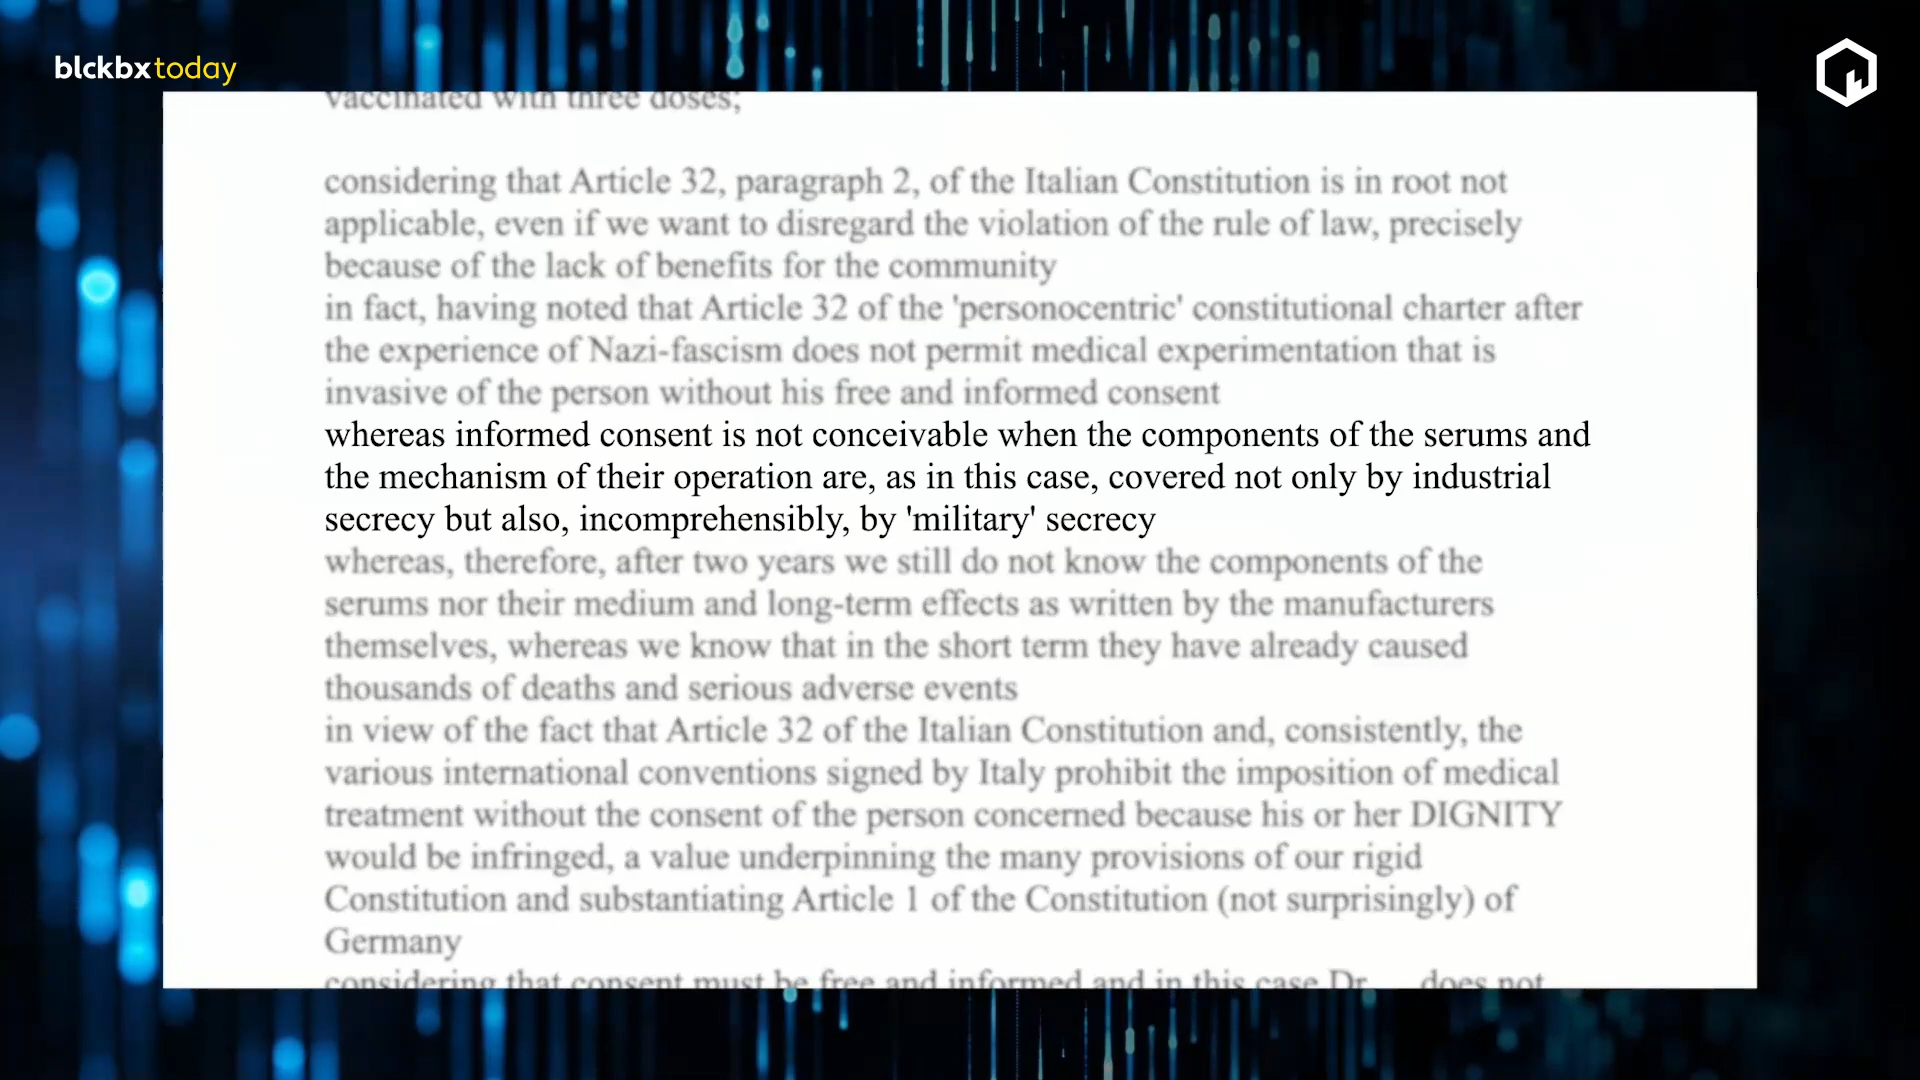 blckbxtoday
vaccinated with three doses;
considering that Article 32, paragraph 2, of the Italian Constitution is in root not
applicable, even if we want to disregard the violation of the rule of law, precisely
because of the lack of benefits for the community
in fact, having noted that Article 32 of the 'personocentric' constitutional charter after
the experience of Nazi-fascism does not permit medical experimentation that is
invasive of the person without his free and informed consent
whereas informed consent is not conceivable when the components of the serums and
the mechanism of their operation are, as in this case, covered not only by industrial
secrecy but also, incomprehensibly, by 'military' secrecy
whereas, therefore, after two years we still do not know the components of the
serums nor their medium and long-term effects as written by the manufacturers
themselves, whereas we know that in the short term they have already caused
thousands of deaths and serious adverse events
in view of the fact that Article 32 of the Italian Constitution and, consistently, the
various international conventions signed by Italy prohibit the imposition of medical
treatment without the consent of the person concerned because his or her DIGNITY
would be infringed, a value underpinning the many provisions of our rigid
Constitution and substantiating Article 1 of the Constitution (not surprisingly) of
Germany
considering that consent must be free and informed and in this case Dr does not